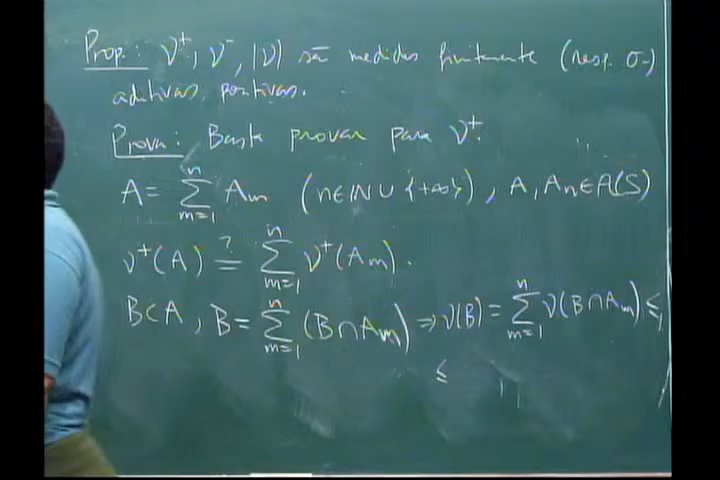 Prop.: ν⁺, ν⁻, |ν| são medidas finitamente (resp. σ-)
aditivas positivas.
Prova: Basta provar para ν⁺.
A = ∑_{m=1}^{n} A_m (n ∈ ℕ ∪ {+∞}), A, A_n ∈ A(S)
ν⁺(A) ≟ ∑_{m=1}^{n} ν⁺(A_m).
B ⊂ A, B = ∑_{m=1}^{n} (B ∩ A_m) ⇒ ν(B) = ∑_{m=1}^{n} ν(B ∩ A_m) ≤
≤